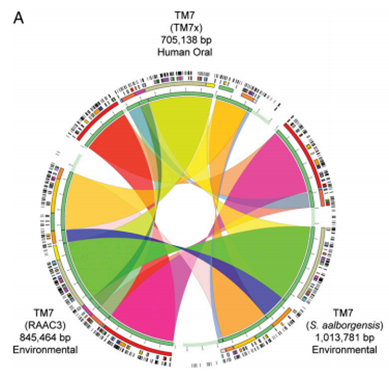 A
TM7
(TM7x)
705,138 bp
Human Oral
TM7
(RAAC3)
845,464 bp
Environmental
TM7
(S. aalborgensis)
1,013,781 bp
Environmental